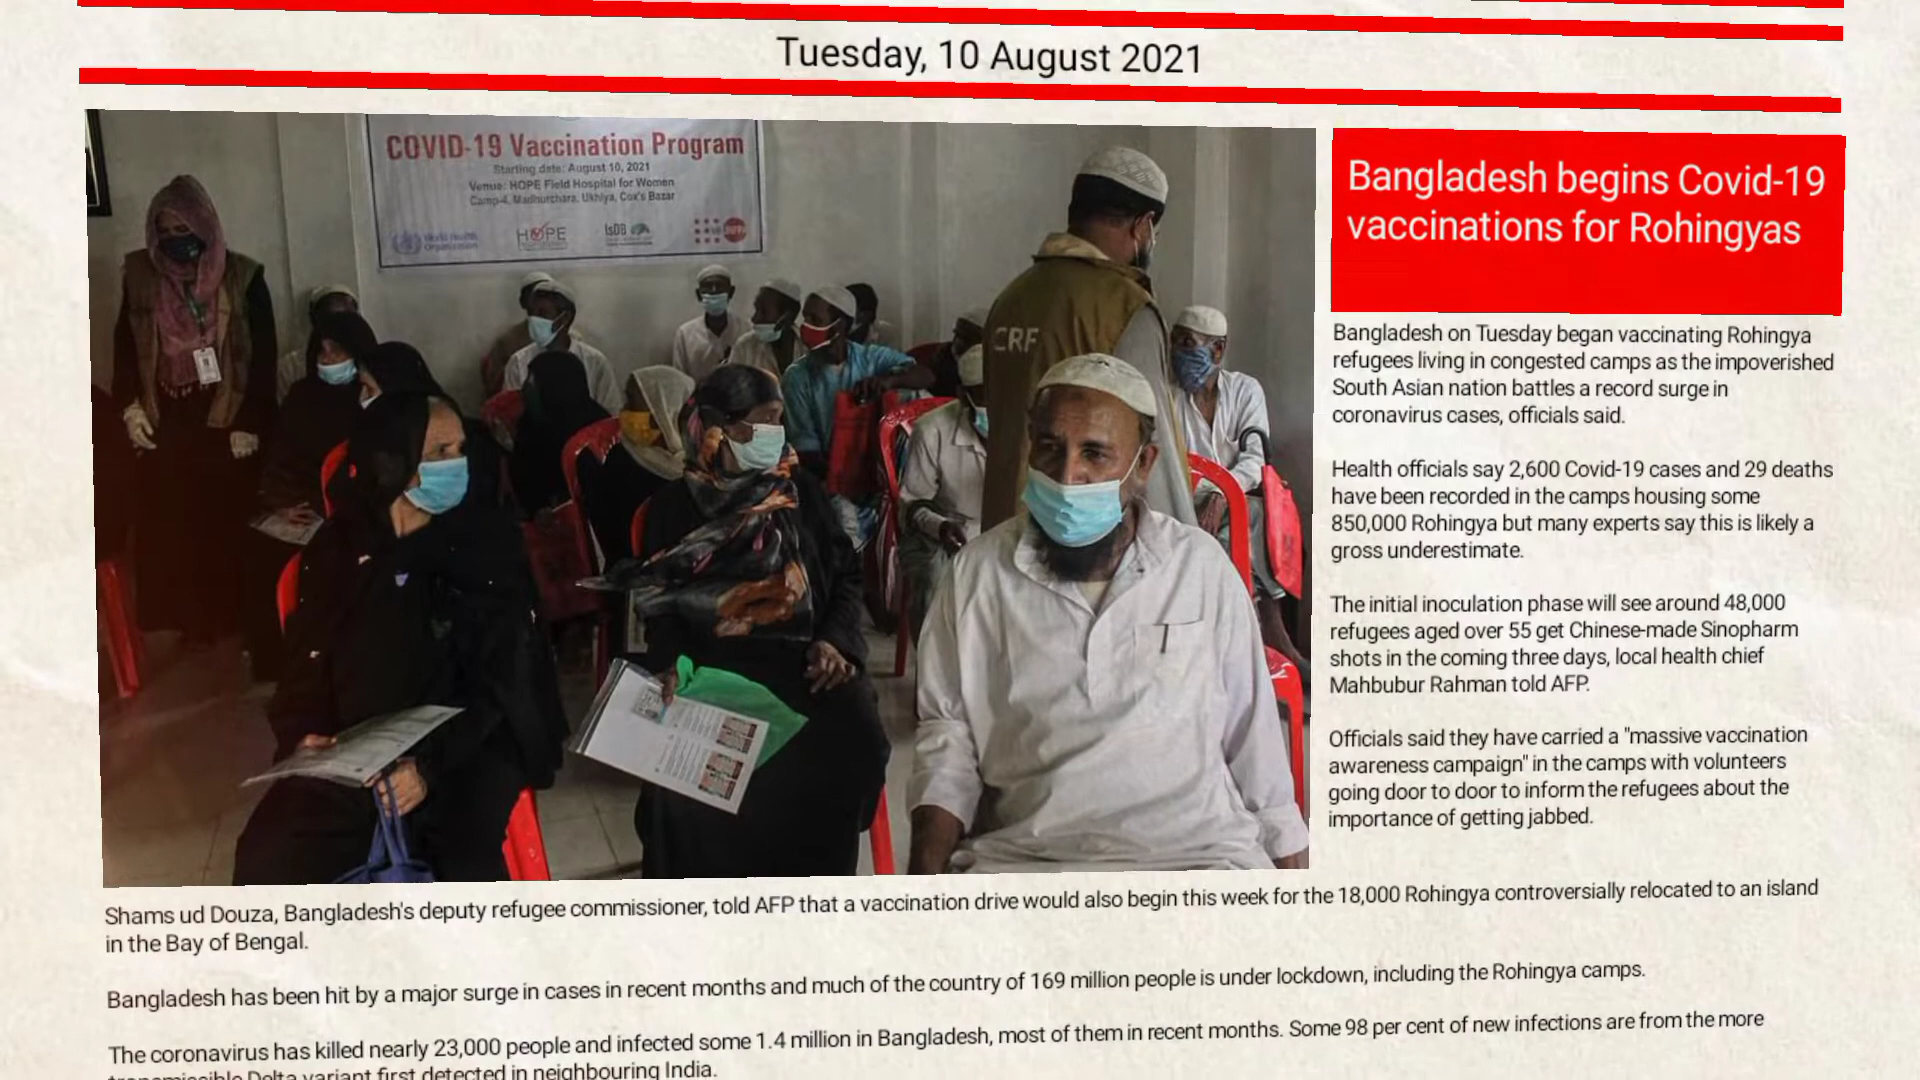 Tuesday, 10 August 2021
COVID-19 Vaccination Program
Starting date: August 10, 2021
Venue: HOPE Field Hospital for Women
Camp-4, Madhurchara, Ukhiya, Cox's Bazar
World Health
Organization
HOPE
IsDB
CRF
Bangladesh begins Covid-19
vaccinations for Rohingyas
Bangladesh on Tuesday began vaccinating Rohingya
refugees living in congested camps as the impoverished
South Asian nation battles a record surge in
coronavirus cases, officials said.
Health officials say 2,600 Covid-19 cases and 29 deaths
have been recorded in the camps housing some
850,000 Rohingya but many experts say this is likely a
gross underestimate.
The initial inoculation phase will see around 48,000
refugees aged over 55 get Chinese-made Sinopharm
shots in the coming three days, local health chief
Mahbubur Rahman told AFP.
Officials said they have carried a "massive vaccination
awareness campaign" in the camps with volunteers
going door to door to inform the refugees about the
importance of getting jabbed.
Shams ud Douza, Bangladesh's deputy refugee commissioner, told AFP that a vaccination drive would also begin this week for the 18,000 Rohingya controversially relocated to an island
in the Bay of Bengal.
Bangladesh has been hit by a major surge in cases in recent months and much of the country of 169 million people is under lockdown, including the Rohingya camps.
The coronavirus has killed nearly 23,000 people and infected some 1.4 million in Bangladesh, most of them in recent months. Some 98 per cent of new infections are from the more
transmissible Delta variant first detected in neighbouring India.